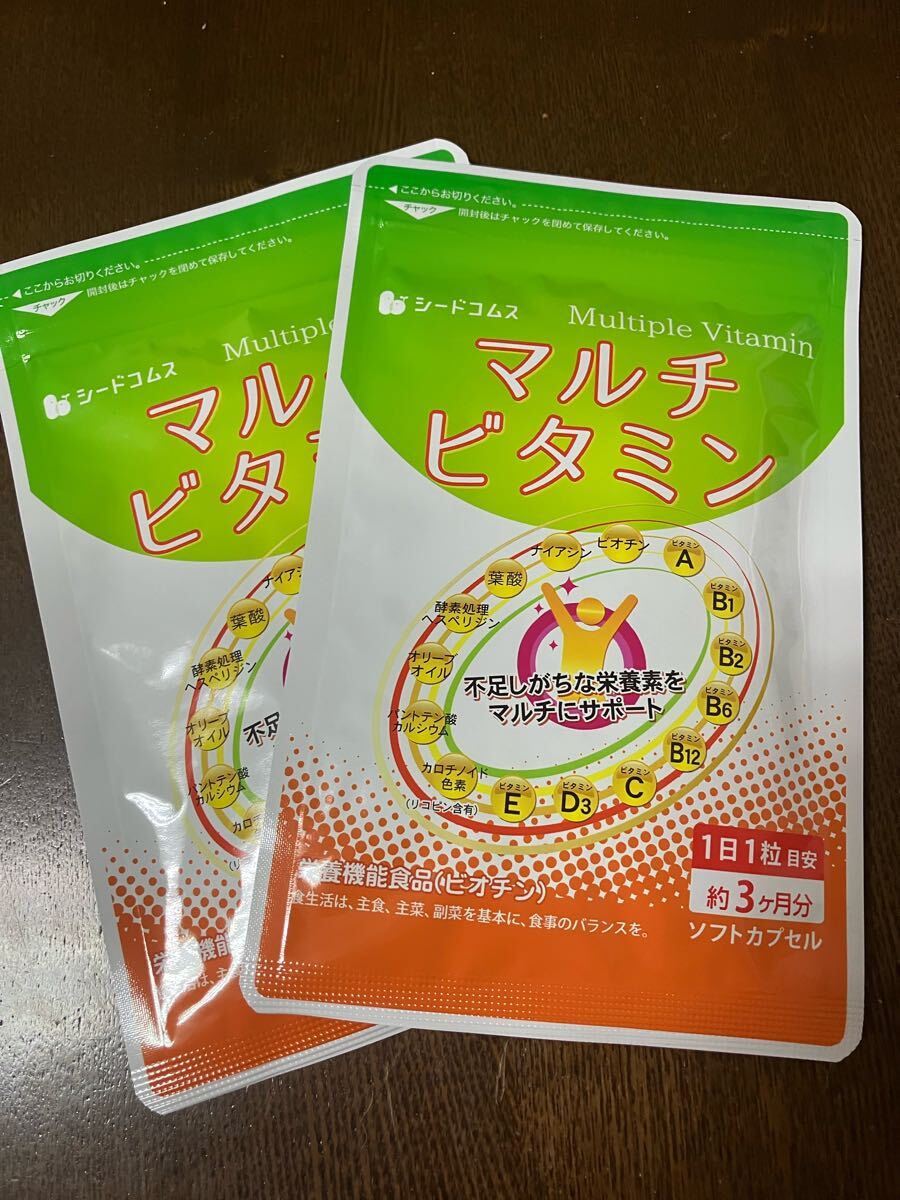 ここからお切りください。
チャック
開封後はチャックを閉めて保存してください。
シードコムス
Multiple
マル
ビタ
ナイアシン
葉酸
酵素処理
ヘスペリジン
オリーブ
オイル
パントテン酸
カルシウム
カロ
不足
ここからお切りください。
チャック
開封後はチャックを閉めて保存してください。
シードコムス
Multiple Vitamin
マルチ
ビタミン
ナイアシン
ビオチン
ビタミン
A
ビタミン
B1
ビタミン
B2
ビタミン
B6
ビタミン
B12
ビタミン
C
ビタミン
D3
ビタミン
E
カロチノイド
色素
(リコピン含有)
パントテン酸
カルシウム
オリーブ
オイル
酵素処理
ヘスペリジン
葉酸
不足しがちな栄養素を
マルチにサポート
栄養機能食品(ビオチン)
食生活は、主食、主菜、副菜を基本に、食事のバランスを。
1日1粒 目安
約3ヶ月分
ソフトカプセル